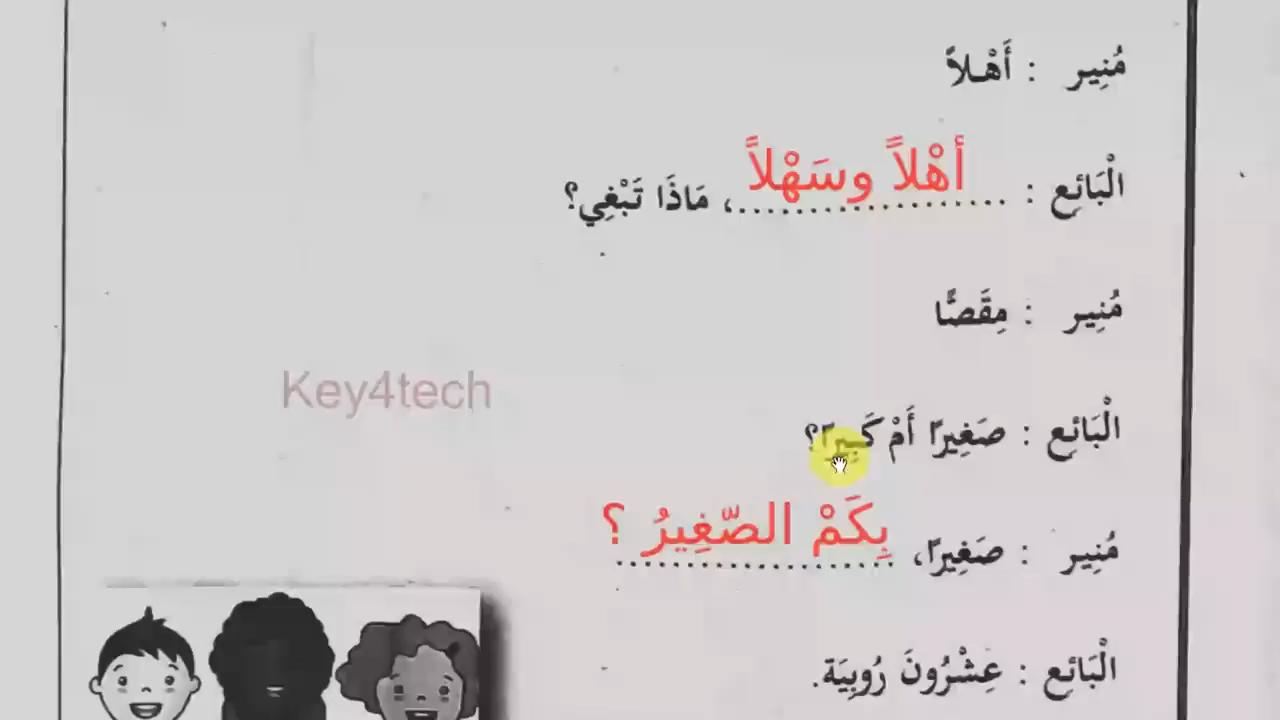 مُنِير : أَهْلاً
الْبَائِع : أهْلاً وسَهْلاً، مَاذَا تَبْغِي؟
مُنِير : مِقَصًّا
Key4tech
الْبَائِع : صَغِيرًا أَمْ كَبِيرًا؟
مُنِير : صَغِيرًا، بِكَمْ الصّغِيرُ ؟
الْبَائِع : عِشْرُونَ رُوبِيَة.